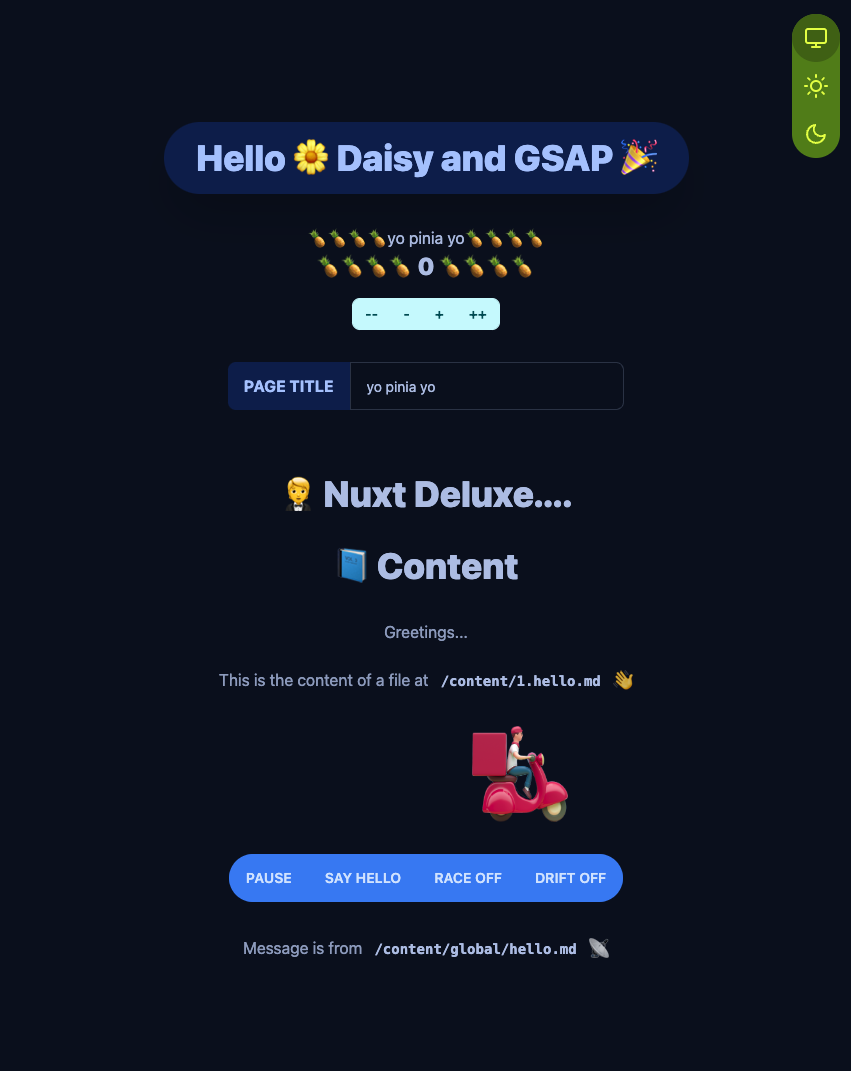 Hello 🌼 Daisy and GSAP 🎉
🍍🍍🍍🍍yo pinia yo🍍🍍🍍🍍
🍍🍍🍍🍍 0 🍍🍍🍍🍍
-- - + ++
PAGE TITLE yo pinia yo
🤵 Nuxt Deluxe....
📘 Content
Greetings...
This is the content of a file at /content/1.hello.md 👋
PAUSE SAY HELLO RACE OFF DRIFT OFF
Message is from /content/global/hello.md 📡